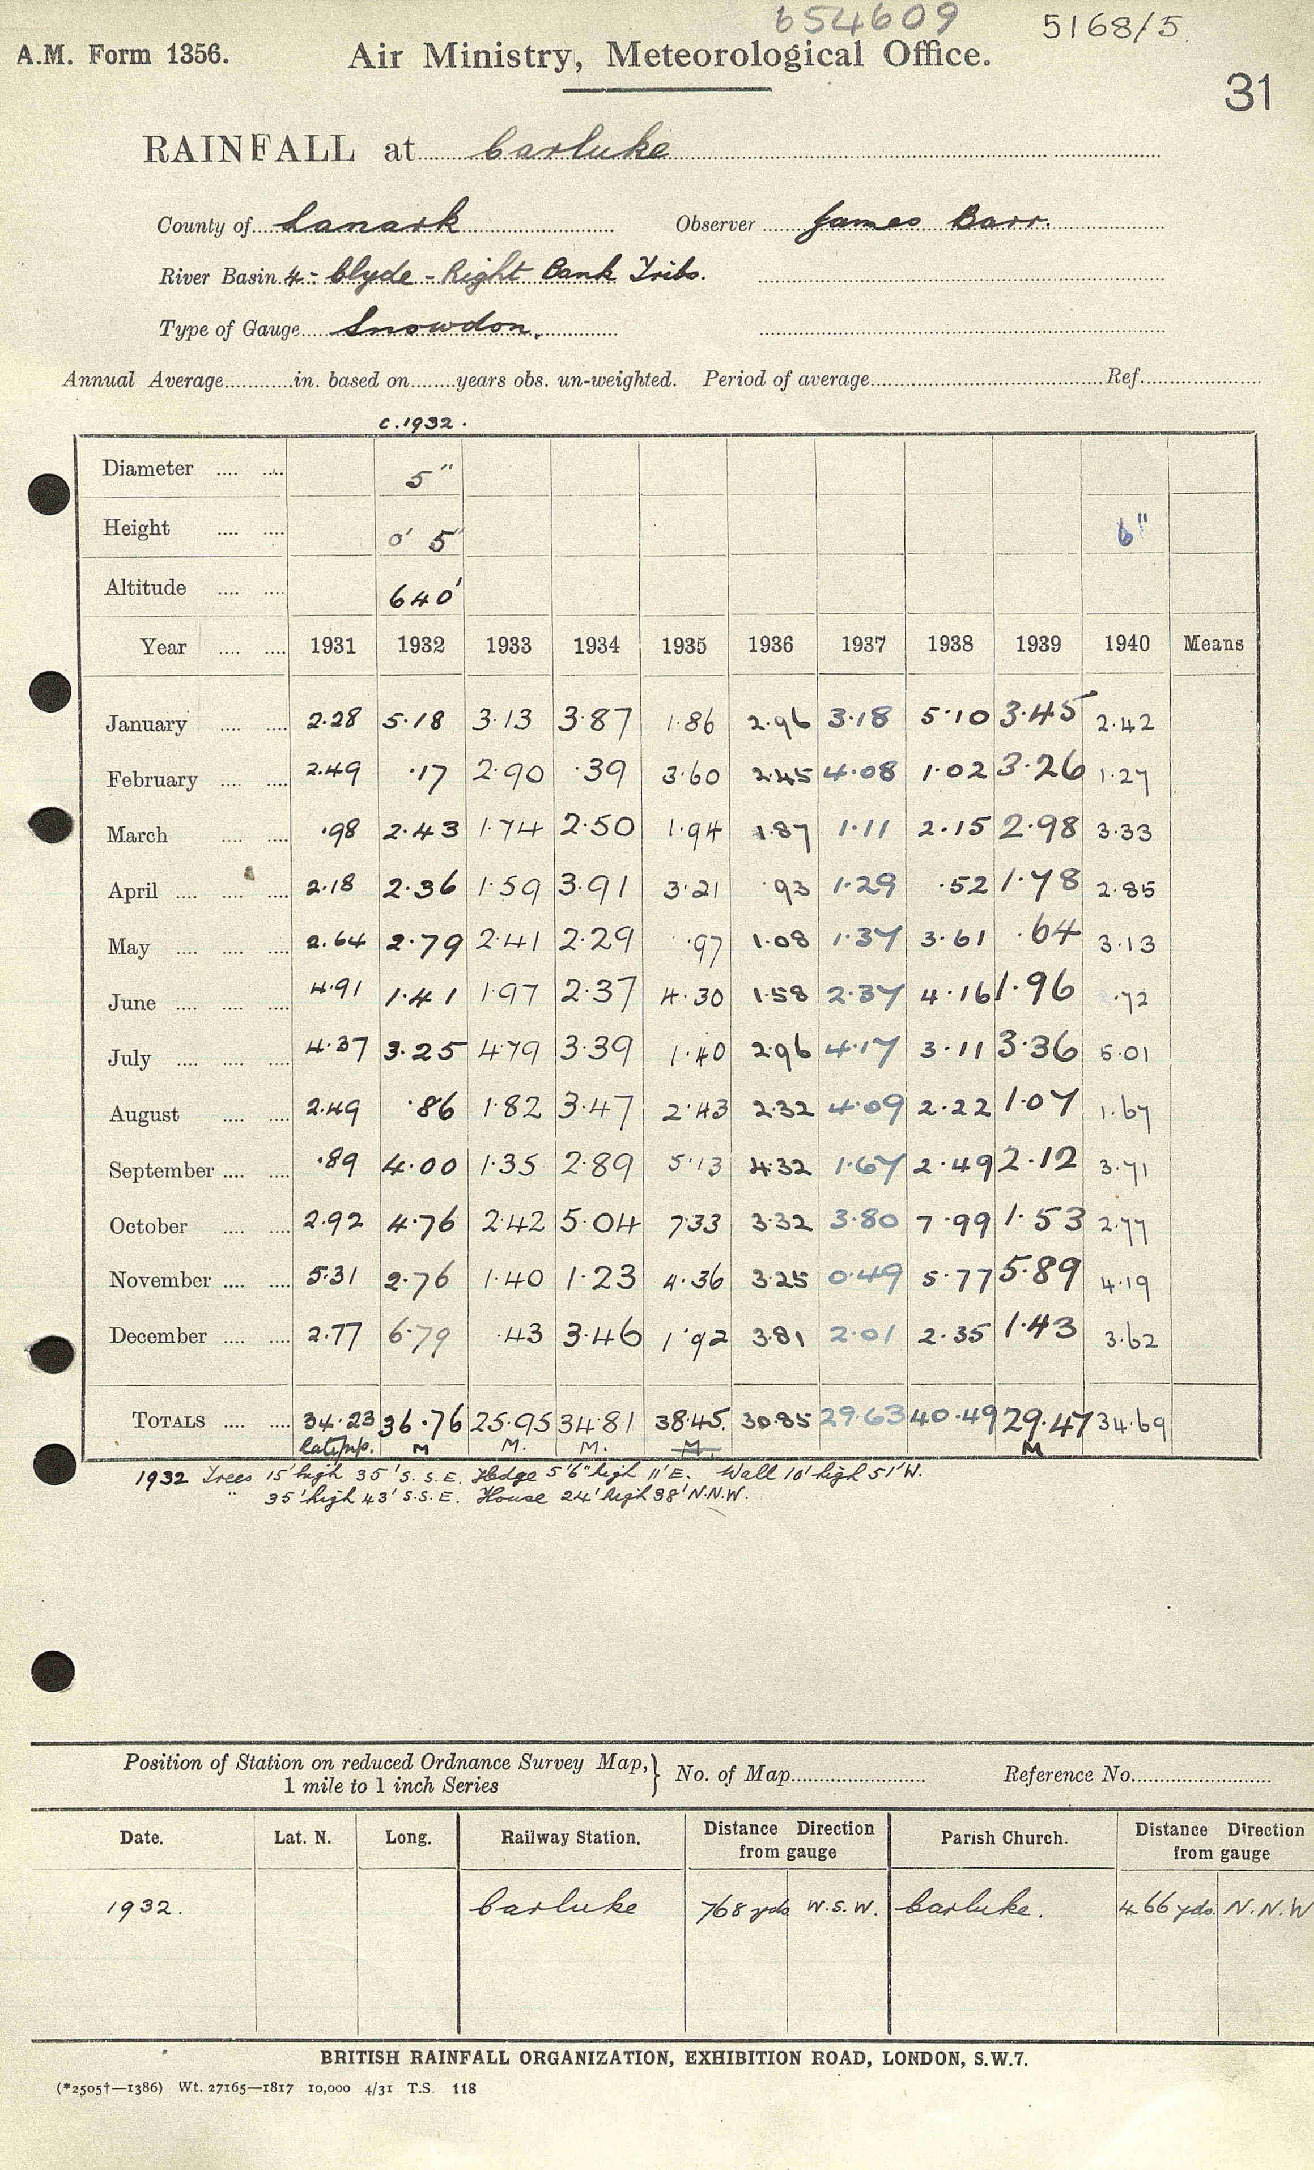 654609 5168/5
A.M. Form 1356. Air Ministry, Meteorological Office.
31
RAINFALL at Carluke
County of Lanark Observer James Barr.
River Basin 4:- Clyde - Right Bank Tribs.
Type of Gauge Snowdon.
Annual Average in. based on years obs. un-weighted. Period of average Ref.
c. 1932.
Diameter 5"
Height 0' 5" 6"
Altitude 640'
Year 1931 1932 1933 1934 1935 1936 1937 1938 1939 1940 Means
January 2.28 5.18 3.13 3.87 1.86 2.96 3.18 5.10 3.45 2.42
February 2.49 .17 2.90 .39 3.60 2.45 4.08 1.02 3.26 1.27
March .98 2.43 1.74 2.50 1.94 1.87 1.11 2.15 2.98 3.33
April 2.18 2.36 1.59 3.91 3.21 .93 1.29 .52 1.78 2.85
May 2.64 2.79 2.41 2.29 .97 1.08 1.37 3.61 .64 3.13
June 4.91 1.41 1.97 2.37 4.30 1.58 2.37 4.16 1.96 .72
July 4.37 3.25 4.79 3.39 1.40 2.96 4.17 3.11 3.36 5.01
August 2.49 .86 1.82 3.47 2.43 2.32 4.09 2.22 1.07 1.67
September .89 4.00 1.35 2.89 5.13 4.32 1.67 2.49 2.12 3.71
October 2.92 4.76 2.42 5.04 7.33 3.32 3.80 7.99 1.53 2.77
November 5.31 2.76 1.40 1.23 4.36 3.25 0.49 5.77 5.89 4.19
December 2.77 6.79 .43 3.46 1.92 3.81 2.01 2.35 1.43 3.62
TOTALS 34.23 36.76 25.95 34.81 38.45. 30.85 29.63 40.49 29.47 34.69
M M. M. M. M
1932 Trees 15' high 35' S.S.E. Hedge 5'6" high 11' E. Wall 10' high 51' W.
" 35' high 43' S.S.E. House 24' high 38' N.N.W.
Position of Station on reduced Ordnance Survey Map, 1 mile to 1 inch Series } No. of Map Reference No.
Date. Lat. N. Long. Railway Station. Distance Direction from gauge Parish Church. Distance Direction from gauge
1932. Carluke 768 yds W.S.W. Carluke. 466 yds. N.N.W
BRITISH RAINFALL ORGANIZATION, EXHIBITION ROAD, LONDON, S.W.7.
(*2505†—1386) Wt. 27165—1817 10,000 4/31 T.S. 118